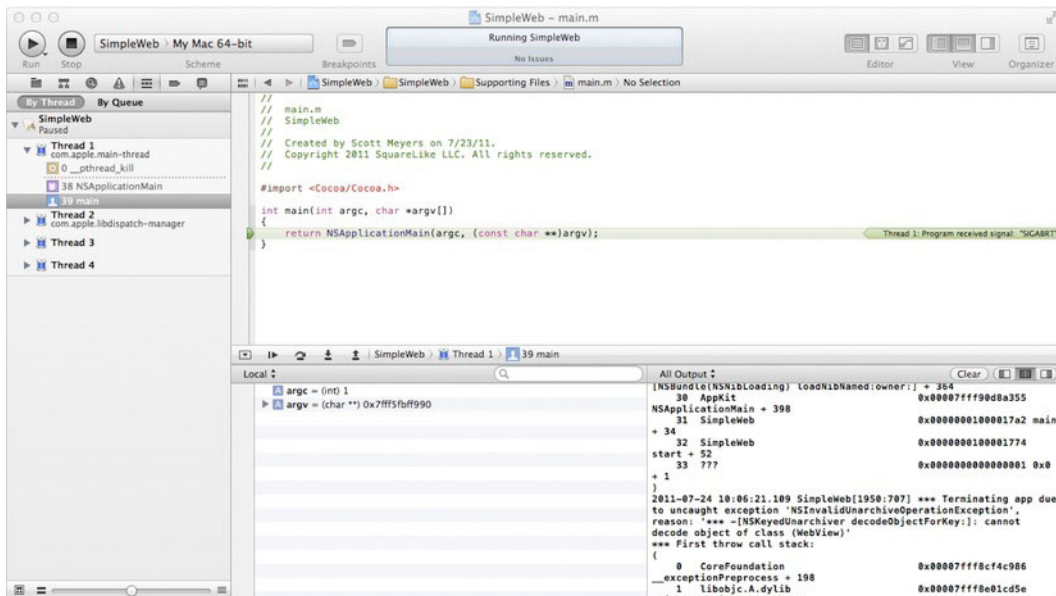 SimpleWeb – main.m
SimpleWeb › My Mac 64-bit
Running SimpleWeb
No Issues
Run Stop Scheme Breakpoints Editor View Organizer
SimpleWeb › SimpleWeb › Supporting Files › main.m › No Selection
By Thread By Queue
SimpleWeb
Paused
Thread 1
com.apple.main-thread
0 __pthread_kill
38 NSApplicationMain
39 main
Thread 2
com.apple.libdispatch-manager
Thread 3
Thread 4
//
// main.m
// SimpleWeb
//
// Created by Scott Meyers on 7/23/11.
// Copyright 2011 SquareLike LLC. All rights reserved.
//
#import <Cocoa/Cocoa.h>
int main(int argc, char *argv[])
{
return NSApplicationMain(argc, (const char **)argv);
Thread 1: Program received signal: "SIGABRT"
}
SimpleWeb › Thread 1 › 39 main
Local
All Output
Clear
argc = (int) 1
argv = (char **) 0x7fff5fbff990
[NSBundle(NSNibLoading) loadNibNamed:owner:] + 364
30 AppKit 0x00007fff90d8a355
NSApplicationMain + 398
31 SimpleWeb 0x00000001000017a2 main
+ 34
32 SimpleWeb 0x0000000100001774
start + 52
33 ??? 0x0000000000000001 0x0
+ 1
)
2011-07-24 10:06:21.109 SimpleWeb[1950:707] *** Terminating app due
to uncaught exception 'NSInvalidUnarchiveOperationException',
reason: '*** -[NSKeyedUnarchiver decodeObjectForKey:]: cannot
decode object of class (WebView)'
*** First throw call stack:
(
0 CoreFoundation 0x00007fff8cf4c986
__exceptionPreprocess + 198
1 libobjc.A.dylib 0x00007fff8e01cd5e